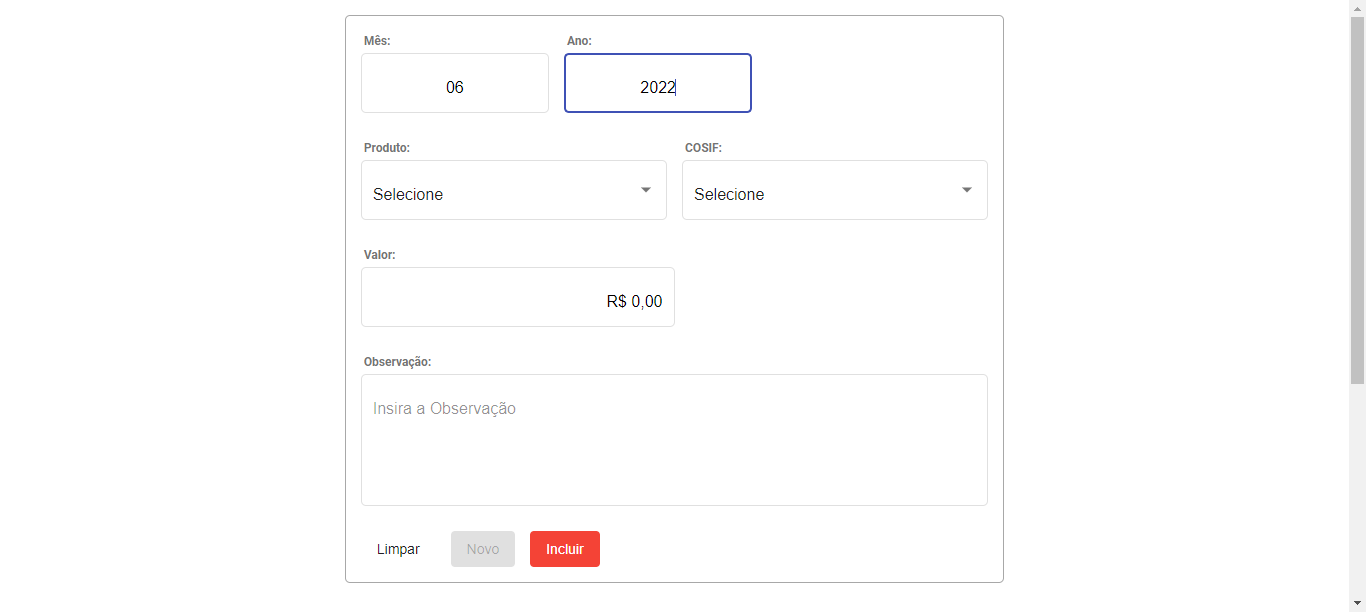 Mês: Ano:
06 2022
Produto: COSIF:
Selecione Selecione
Valor:
R$ 0,00
Observação:
Insira a Observação
Limpar Novo Incluir